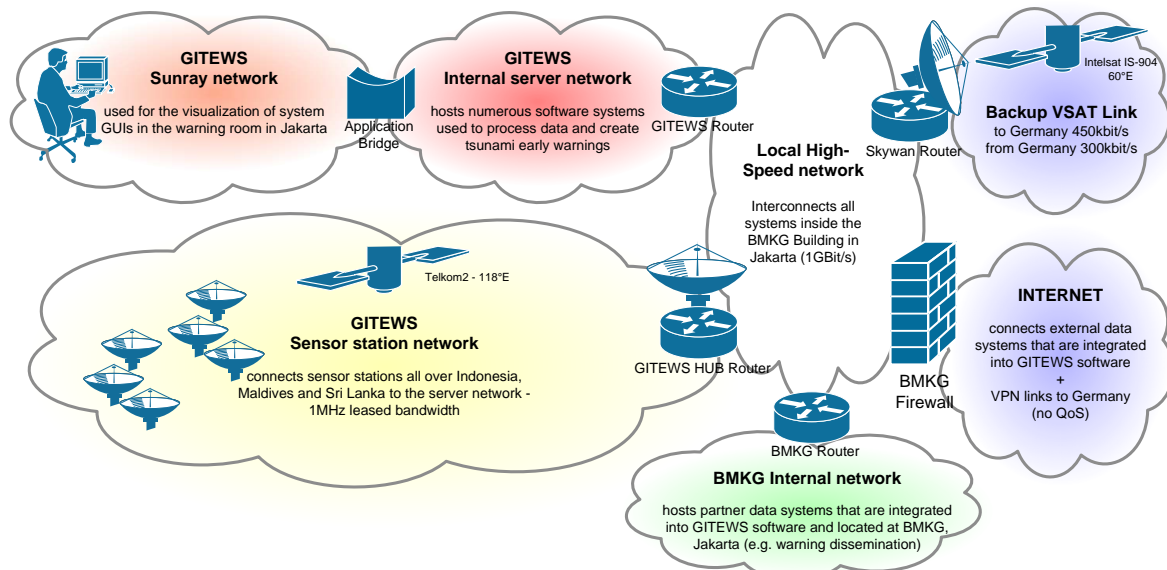 GITEWS
Sunray network
used for the visualization of system
GUIs in the warning room in Jakarta
Application
Bridge
GITEWS
Internal server network
hosts numerous software systems
used to process data and create
tsunami early warnings
GITEWS Router
Local High-
Speed network
Interconnects all
systems inside the
BMKG Building in
Jakarta (1GBit/s)
Skywan Router
Intelsat IS-904
60°E
Backup VSAT Link
to Germany 450kbit/s
from Germany 300kbit/s
Telkom2 - 118°E
GITEWS
Sensor station network
connects sensor stations all over Indonesia,
Maldives and Sri Lanka to the server network -
1MHz leased bandwidth
GITEWS HUB Router
BMKG
Firewall
INTERNET
connects external data
systems that are integrated
into GITEWS software
+
VPN links to Germany
(no QoS)
BMKG Router
BMKG Internal network
hosts partner data systems that are integrated
into GITEWS software and located at BMKG,
Jakarta (e.g. warning dissemination)